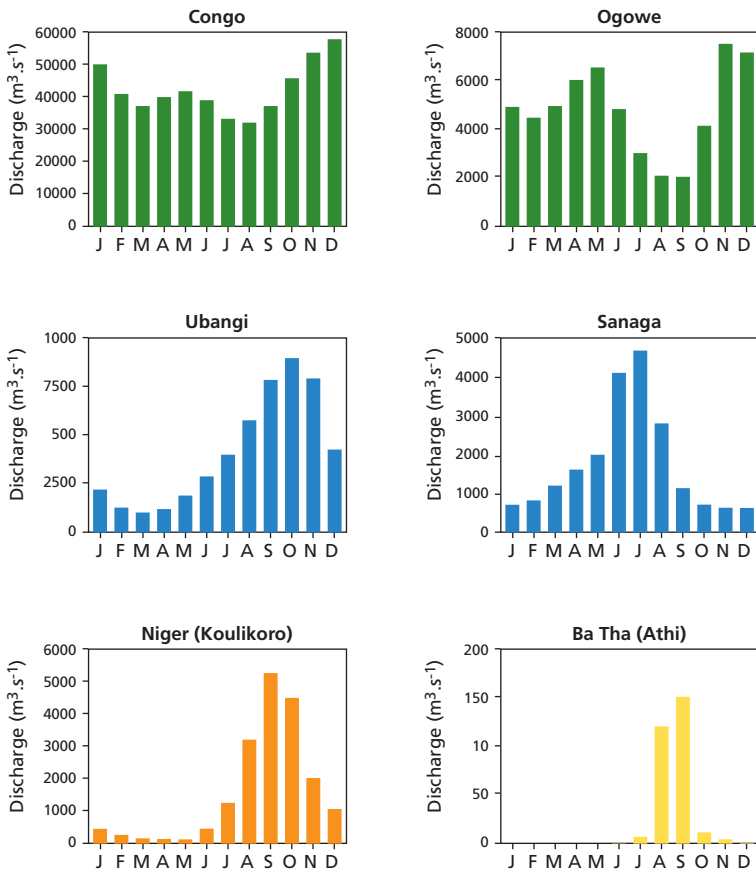 Congo
Discharge (m³.s⁻¹)
60000
50000
40000
30000
20000
10000
0
J F M A M J J A S O N D
Ogowe
Discharge (m³.s⁻¹)
8000
6000
4000
2000
0
J F M A M J J A S O N D
Ubangi
Discharge (m³.s⁻¹)
1000
7500
500
2500
0
J F M A M J J A S O N D
Sanaga
Discharge (m³.s⁻¹)
5000
4000
3000
2000
1000
0
J F M A M J J A S O N D
Niger (Koulikoro)
Discharge (m³.s⁻¹)
6000
5000
4000
3000
2000
1000
0
J F M A M J J A S O N D
Ba Tha (Athi)
Discharge (m³.s⁻¹)
200
150
10
50
0
J F M A M J J A S O N D